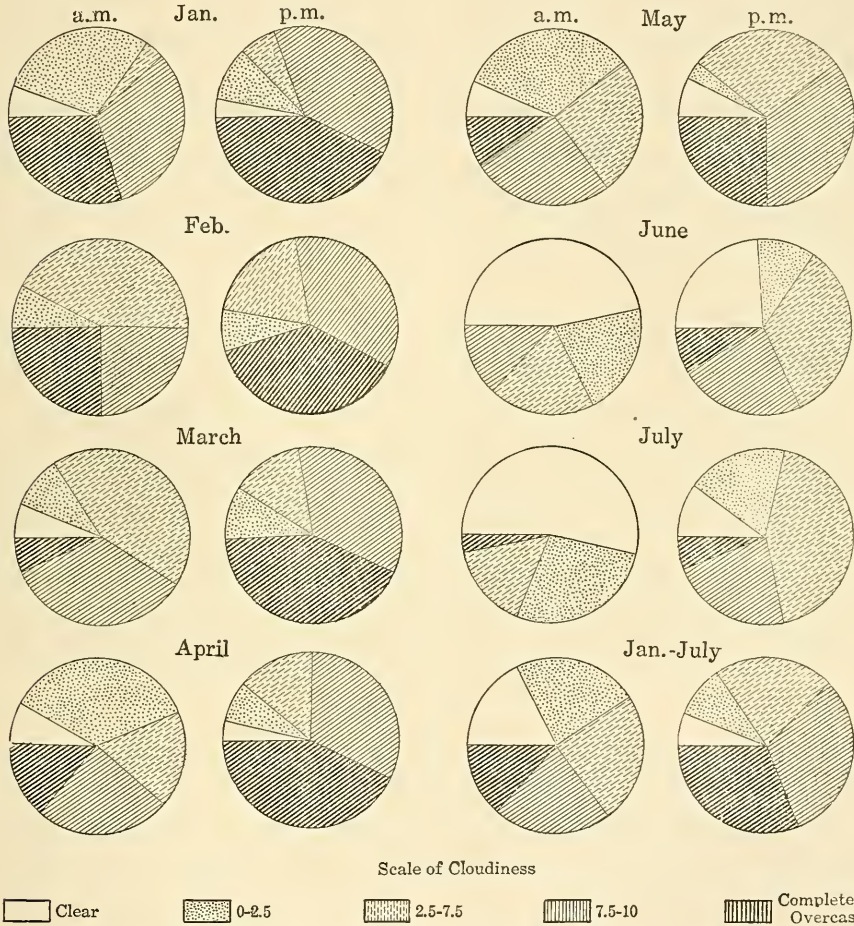 a.m. Jan. p.m.
a.m. May p.m.
Feb.
June
March
July
April
Jan.-July
Scale of Cloudiness
Clear
0-2.5
2.5-7.5
7.5-10
Complete
Overcas